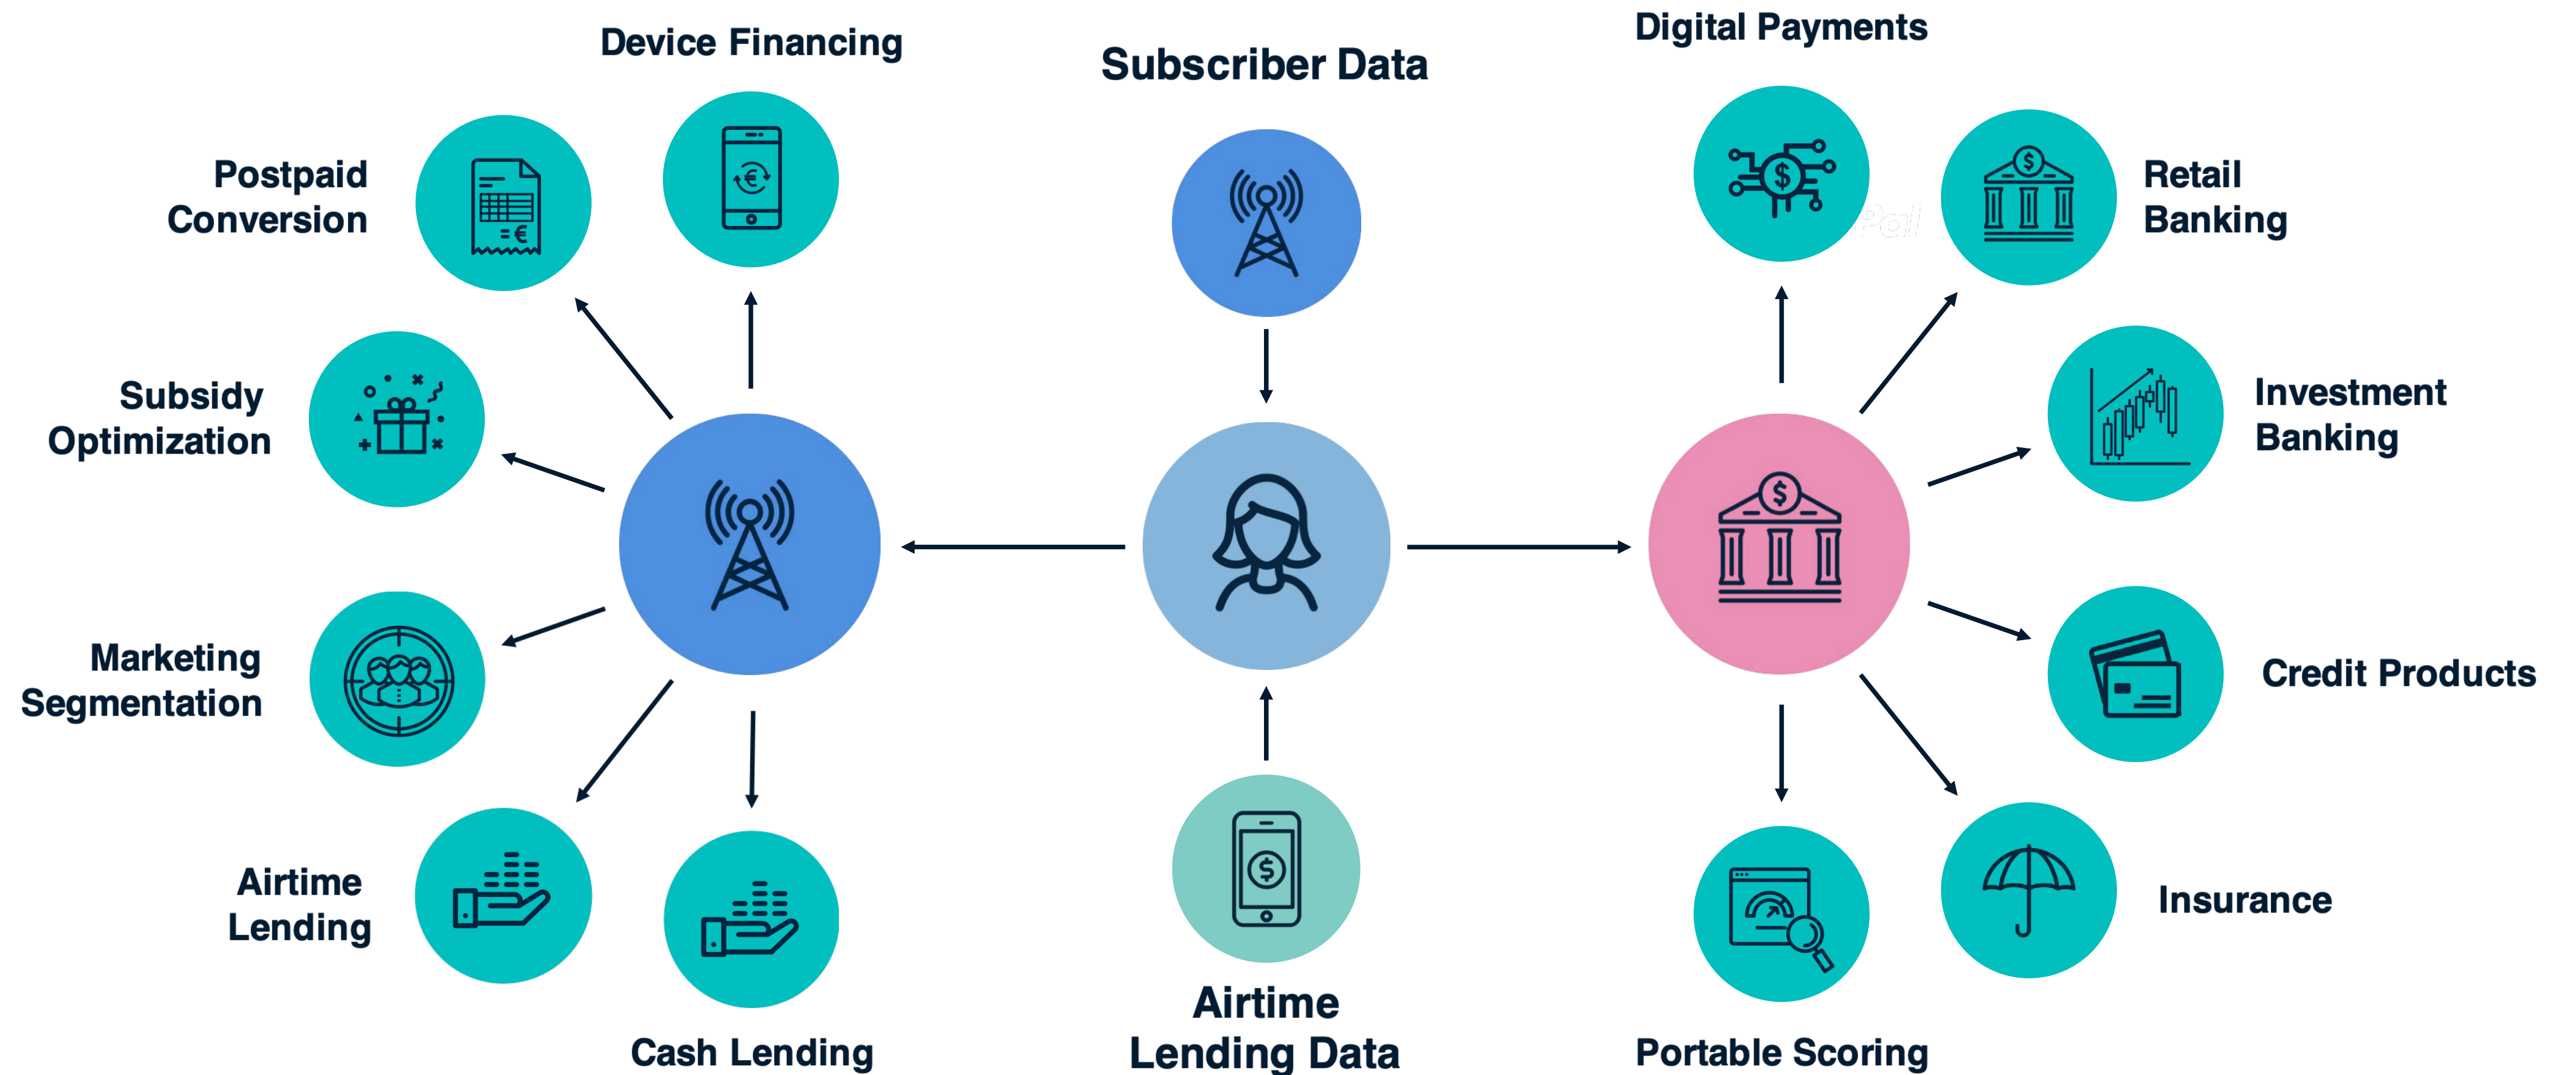 Device Financing
Subscriber Data
Digital Payments
Postpaid
Conversion
Retail
Banking
Pal
Subsidy
Optimization
Investment
Banking
Marketing
Segmentation
Credit Products
Airtime
Lending
Insurance
Airtime
Lending Data
Cash Lending
Portable Scoring